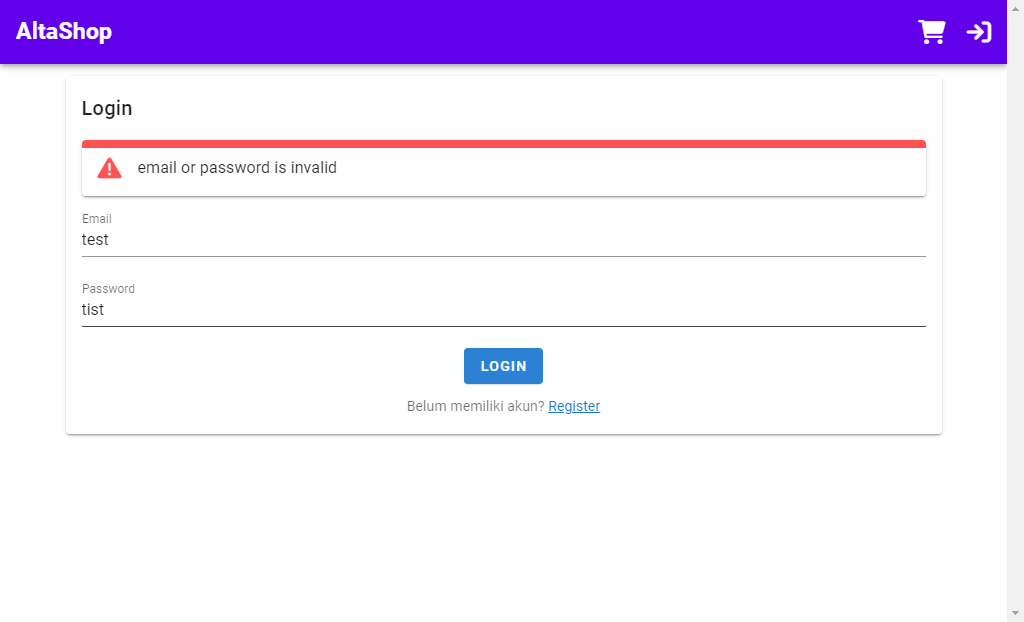 AltaShop
Login
email or password is invalid
Email
test
Password
tist
LOGIN
Belum memiliki akun? Register